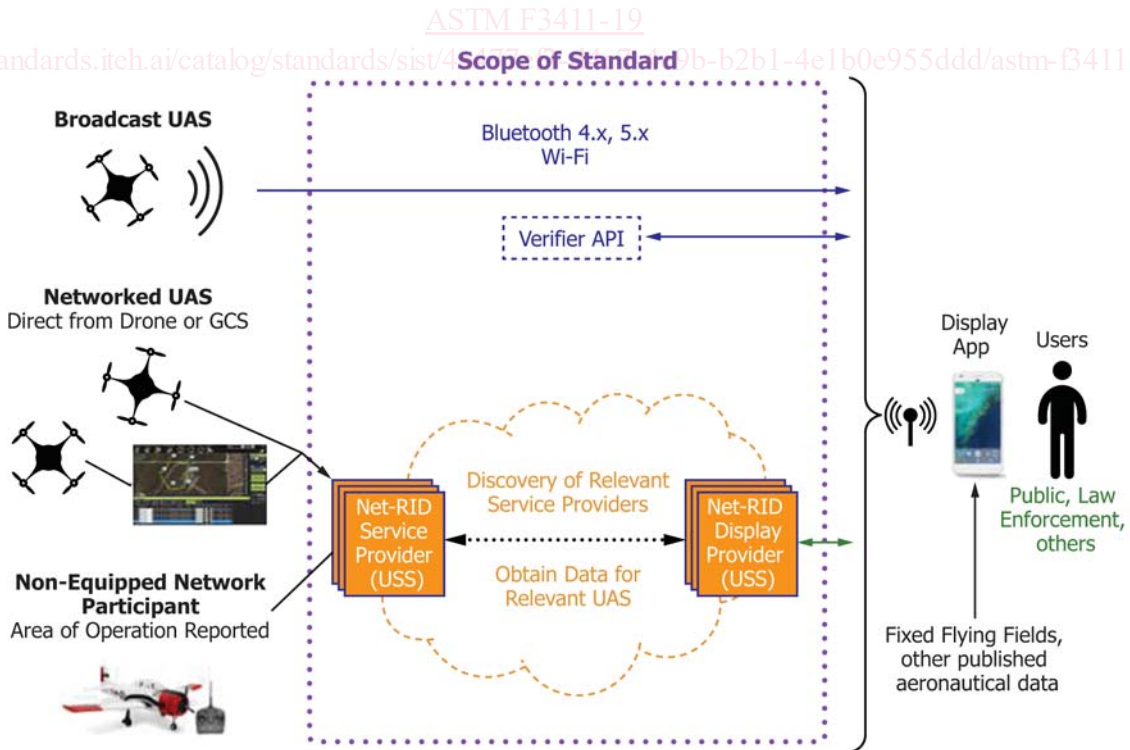 ASTM F3411-19
Scope of Standard
Broadcast UAS
Bluetooth 4.x, 5.x
Wi-Fi
Verifier API
Networked UAS
Direct from Drone or GCS
Display
App
Users
Discovery of Relevant
Service Providers
Net-RID
Service
Provider
(USS)
Net-RID
Display
Provider
(USS)
Obtain Data for
Relevant UAS
Public, Law
Enforcement,
others
Non-Equipped Network
Participant
Area of Operation Reported
Fixed Flying Fields,
other published
aeronautical data